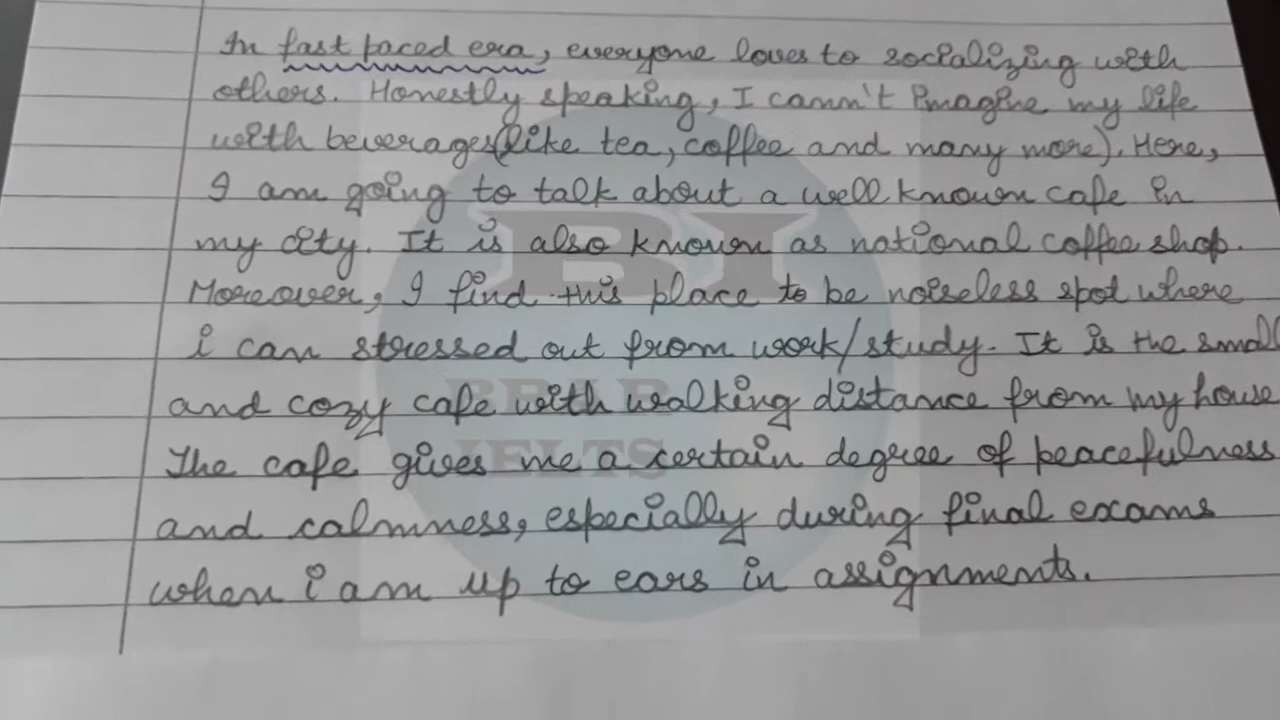 In fast paced era, everyone loves to socializing with
others. Honestly speaking, I cann't imagine my life
with beverages(like tea, coffee and many more). Here,
I am going to talk about a well known cafe in
my city. It is also known as national coffee shop.
Moreover, I find this place to be noiseless spot where
i can stressed out from work/study. It is the small
and cozy cafe with walking distance from my house
The cafe gives me a certain degree of peacefulness
and calmness, especially during final exams
when i am up to ears in assignments.
BI
IELTS